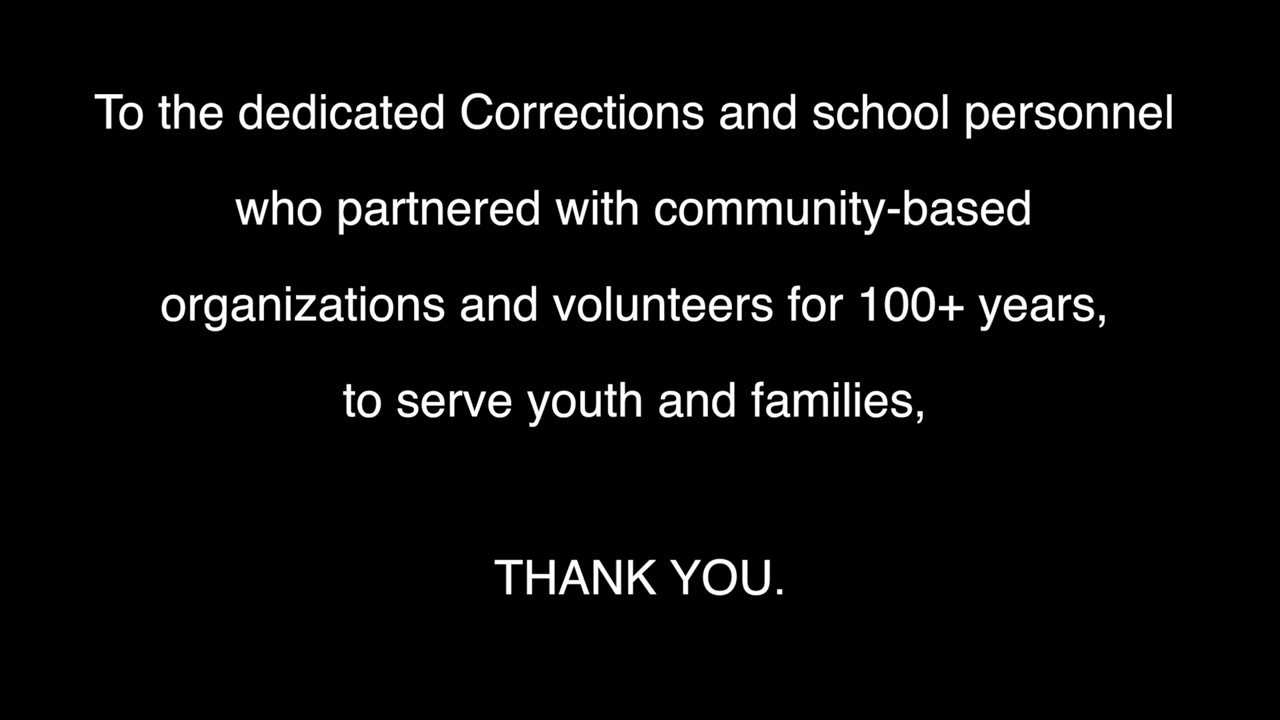 To the dedicated Corrections and school personnel
who partnered with community-based
organizations and volunteers for 100+ years,
to serve youth and families,
THANK YOU.